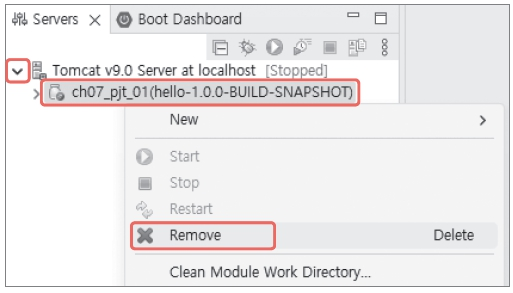 Servers
Boot Dashboard
Tomcat v9.0 Server at localhost [Stopped]
ch07_pjt_01(hello-1.0.0-BUILD-SNAPSHOT)
New
Start
Stop
Restart
Remove Delete
Clean Module Work Directory...